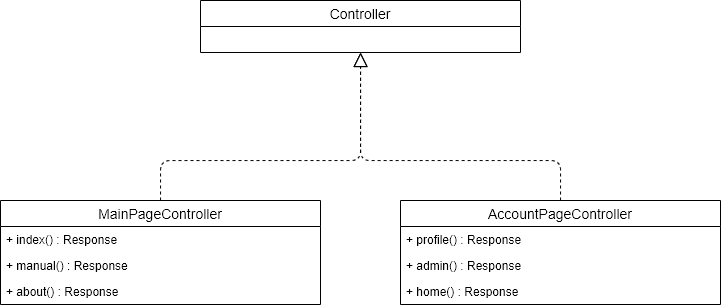 Controller
MainPageController
+ index() : Response
+ manual() : Response
+ about() : Response
AccountPageController
+ profile() : Response
+ admin() : Response
+ home() : Response